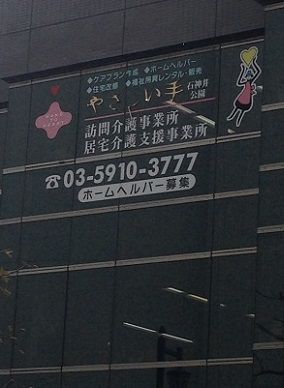 ◆ケアプラン作成 ◆ホームヘルパー
◆住宅改修 ◆福祉用具レンタル・販売
やさしい手 石神井公園
訪問介護事業所
居宅介護支援事業所
☎03-5910-3777
ホームヘルパー募集